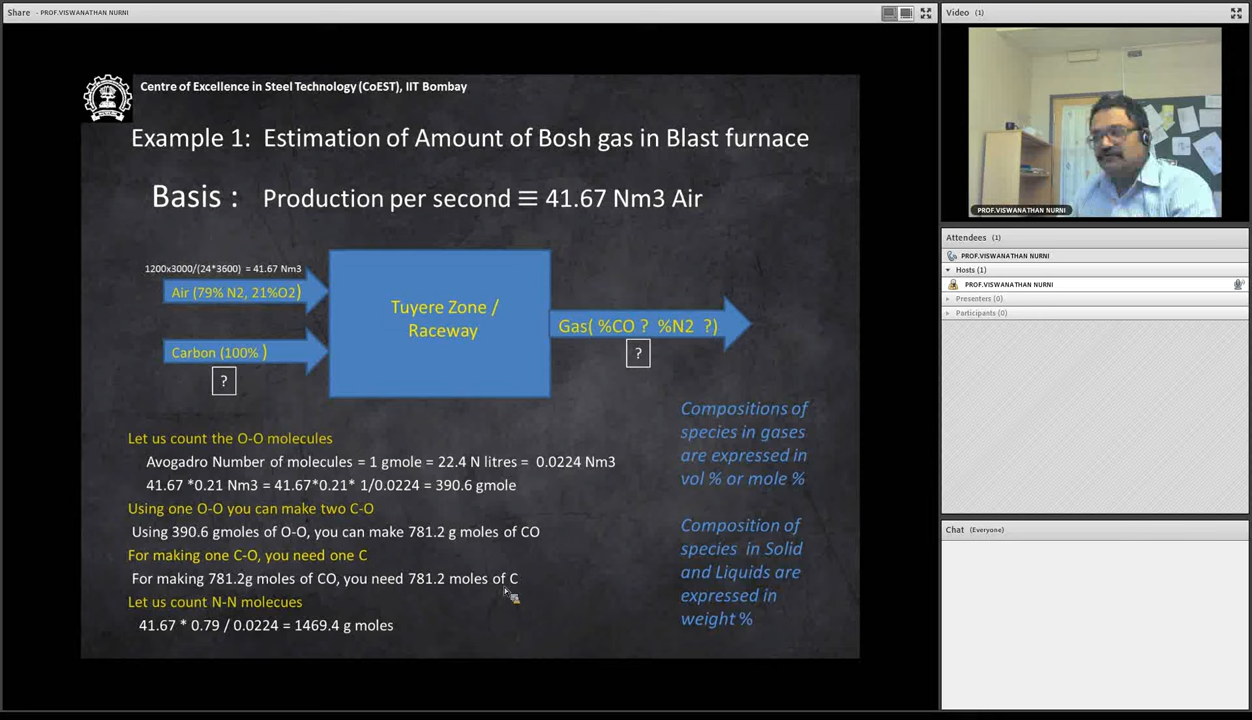 Share - PROF.VISWANATHAN NURNI
Video (1)
Centre of Excellence in Steel Technology (CoEST), IIT Bombay
Example 1: Estimation of Amount of Bosh gas in Blast furnace
Basis : Production per second ≡ 41.67 Nm3 Air
1200x3000/(24*3600) = 41.67 Nm3
Air (79% N2, 21%O2)
Tuyere Zone /
Raceway
Gas( %CO ? %N2 ?)
?
Carbon (100% )
?
Let us count the O-O molecules
Avogadro Number of molecules = 1 gmole = 22.4 N litres = 0.0224 Nm3
41.67 *0.21 Nm3 = 41.67*0.21* 1/0.0224 = 390.6 gmole
Using one O-O you can make two C-O
Using 390.6 gmoles of O-O, you can make 781.2 g moles of CO
For making one C-O, you need one C
For making 781.2g moles of CO, you need 781.2 moles of C
Let us count N-N molecues
41.67 * 0.79 / 0.0224 = 1469.4 g moles
Compositions of
species in gases
are expressed in
vol % or mole %
Composition of
species in Solid
and Liquids are
expressed in
weight %
PROF.VISWANATHAN NURNI
Attendees (1)
PROF.VISWANATHAN NURNI
Hosts (1)
PROF.VISWANATHAN NURNI
Presenters (0)
Participants (0)
Chat (Everyone)